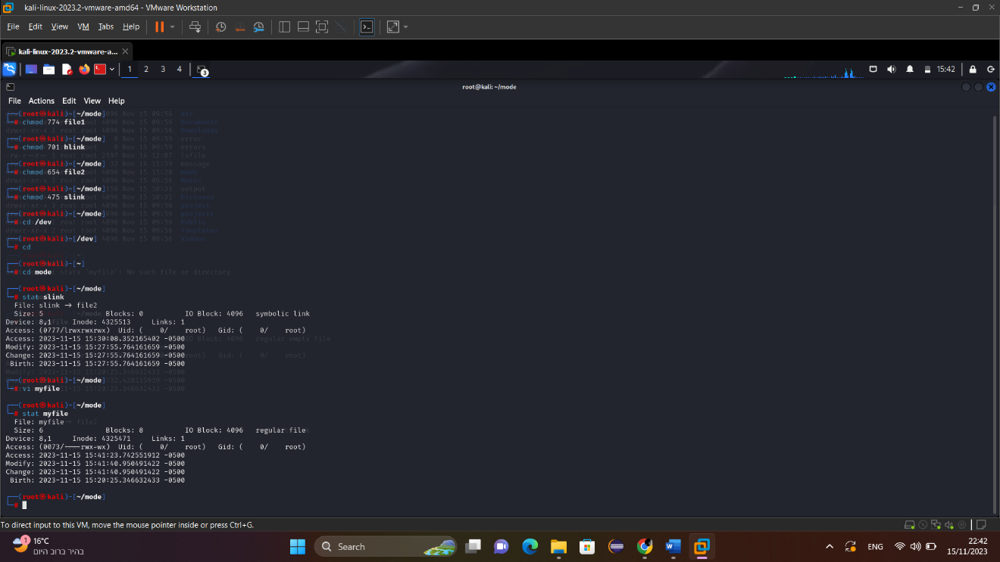 kali-linux-2023.2-vmware-amd64 - VMware Workstation
File Edit View VM Tabs Help
kali-linux-2023.2-vmware-a...
1 2 3 4 3 15:42
root@kali: ~/mode
File Actions Edit View Help
(root㉿kali)-[~/mode]
# chmod 774 file1
(root㉿kali)-[~/mode]
# chmod 701 hlink
(root㉿kali)-[~/mode]
# chmod 654 file2
(root㉿kali)-[~/mode]
# chmod 475 slink
(root㉿kali)-[~/mode]
# cd /dev
(root㉿kali)-[/dev]
# cd
(root㉿kali)-[~]
# cd mode
(root㉿kali)-[~/mode]
# stat slink
File: slink → file2
Size: 5 Blocks: 0 IO Block: 4096 symbolic link
Device: 8,1 Inode: 4325513 Links: 1
Access: (0777/lrwxrwxrwx) Uid: ( 0/ root) Gid: ( 0/ root)
Access: 2023-11-15 15:30:08.352165402 -0500
Modify: 2023-11-15 15:27:55.764161659 -0500
Change: 2023-11-15 15:27:55.764161659 -0500
Birth: 2023-11-15 15:27:55.764161659 -0500
(root㉿kali)-[~/mode]
# vi myfile
(root㉿kali)-[~/mode]
# stat myfile
File: myfile
Size: 6 Blocks: 8 IO Block: 4096 regular file
Device: 8,1 Inode: 4325471 Links: 1
Access: (0073/----rwx-wx) Uid: ( 0/ root) Gid: ( 0/ root)
Access: 2023-11-15 15:41:23.742551912 -0500
Modify: 2023-11-15 15:41:40.950491422 -0500
Change: 2023-11-15 15:41:40.950491422 -0500
Birth: 2023-11-15 15:20:25.346632433 -0500
(root㉿kali)-[~/mode]
#
To direct input to this VM, move the mouse pointer inside or press Ctrl+G.
1 16°C
בהיר ברוב היום
Search
ENG
22:42
15/11/2023